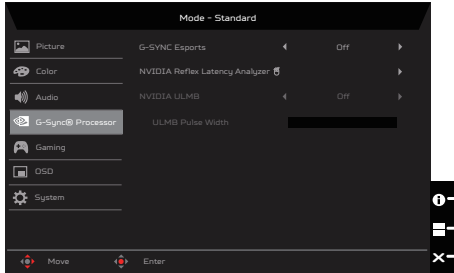 Mode - Standard
Picture
G-SYNC Esports Off
Color
NVIDIA Reflex Latency Analyzer
Audio
NVIDIA ULMB Off
G-Sync® Processor
ULMB Pulse Width
Gaming
OSD
System
Move Enter